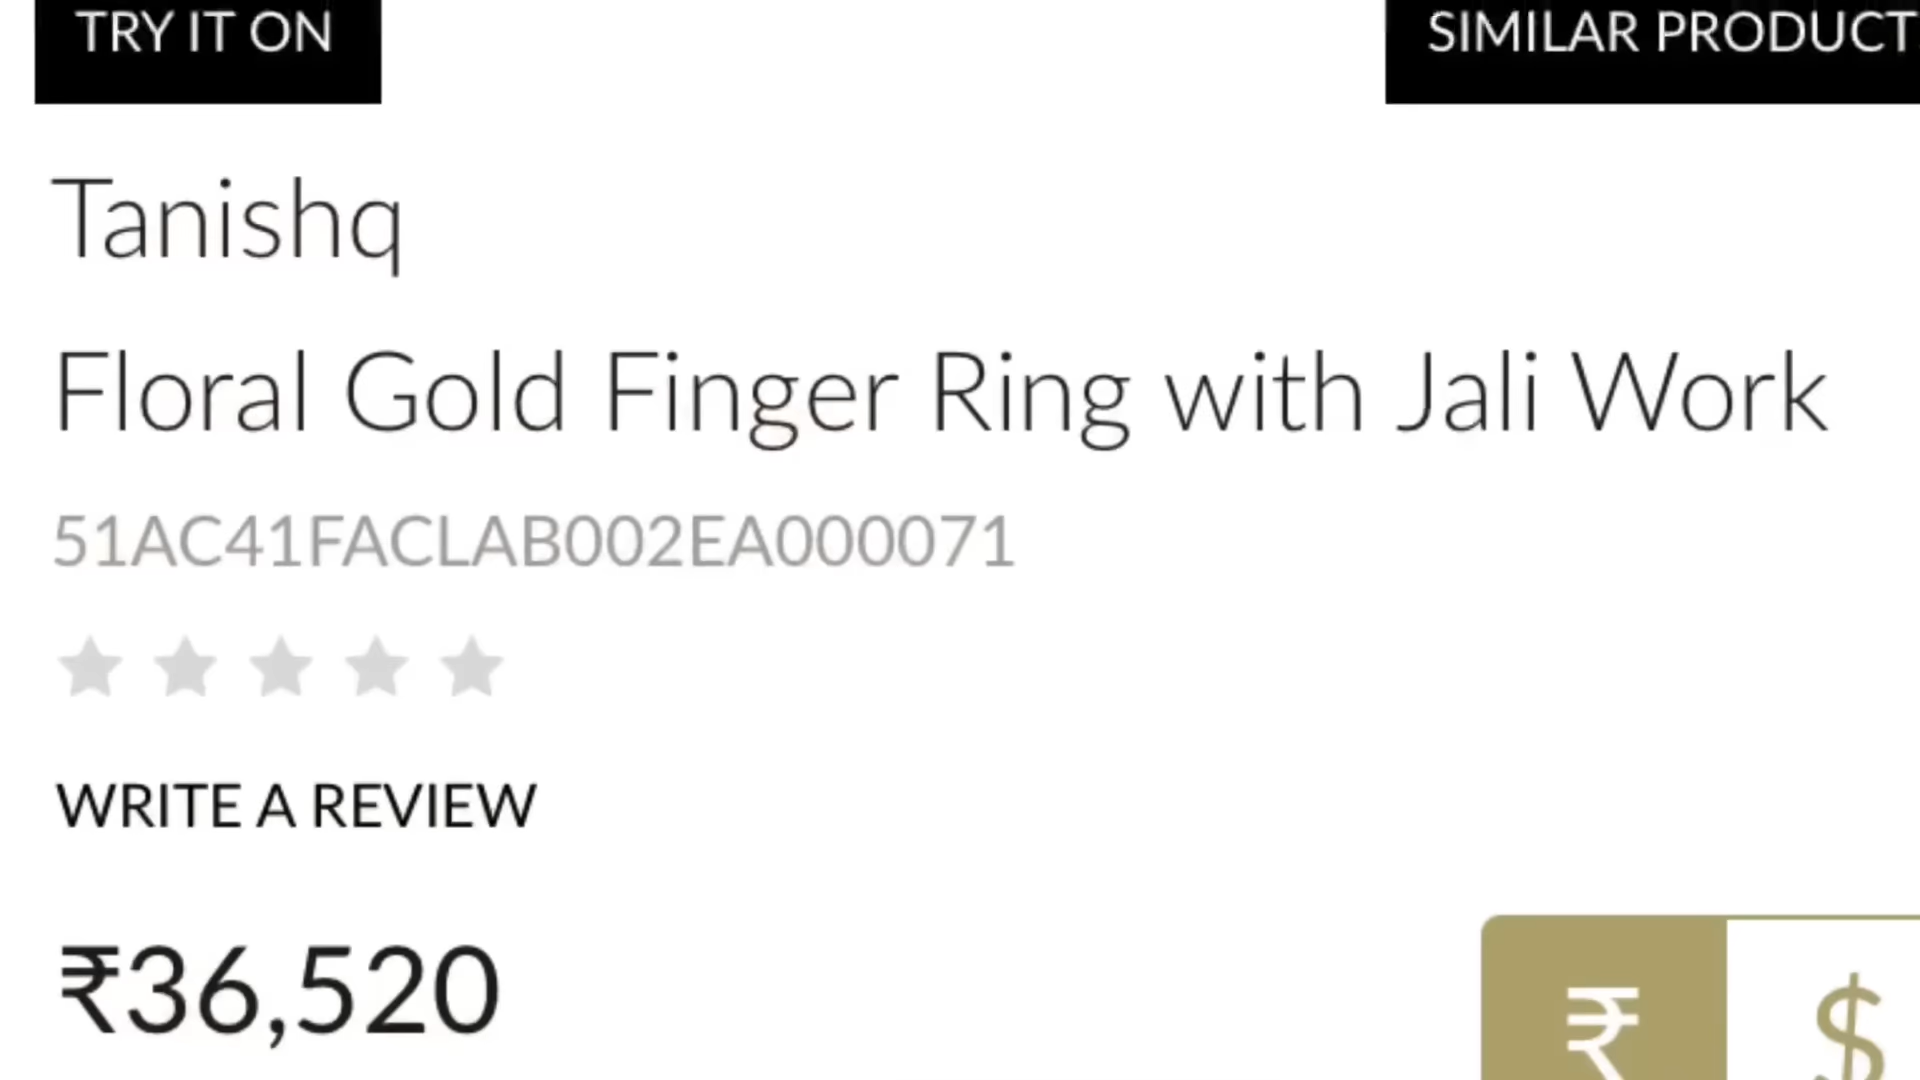 TRY IT ON
SIMILAR PRODUCT
Tanishq
Floral Gold Finger Ring with Jali Work
51AC41FACLAB002EA000071
WRITE A REVIEW
₹36,520
₹ $